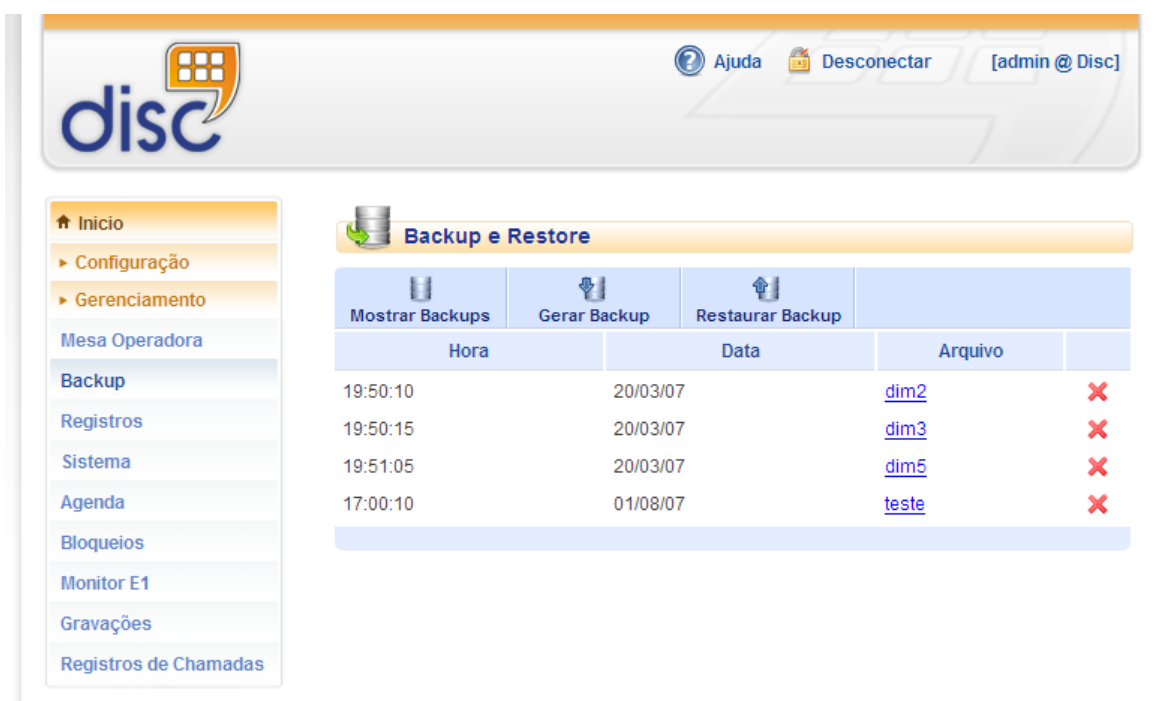 disc
Ajuda Desconectar [admin @ Disc]
Inicio
Configuração
Gerenciamento
Mesa Operadora
Backup
Registros
Sistema
Agenda
Bloqueios
Monitor E1
Gravações
Registros de Chamadas
Backup e Restore
Mostrar Backups Gerar Backup Restaurar Backup
Hora Data Arquivo
19:50:10 20/03/07 dim2
19:50:15 20/03/07 dim3
19:51:05 20/03/07 dim5
17:00:10 01/08/07 teste